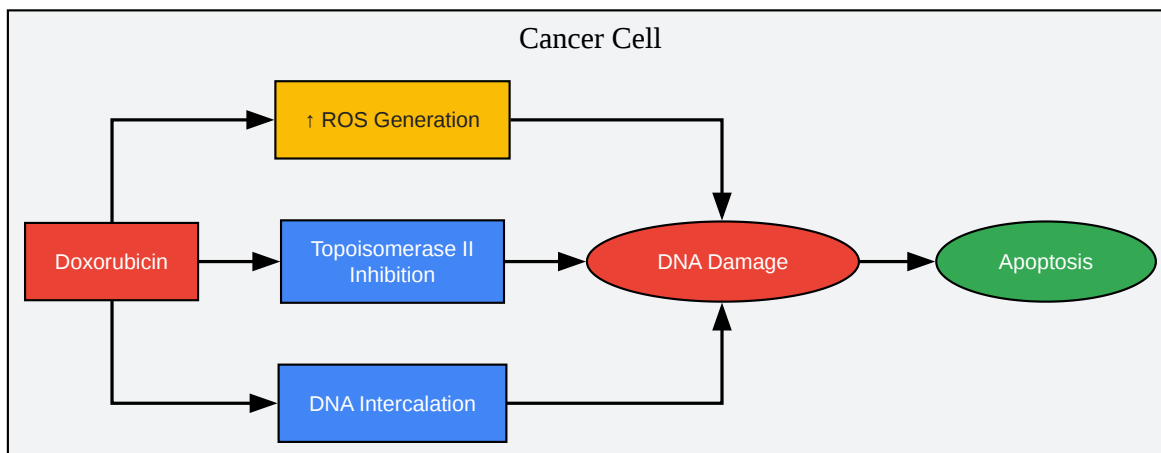 Cancer Cell
↑ ROS Generation
Doxorubicin
Topoisomerase II
Inhibition
DNA Damage
Apoptosis
DNA Intercalation